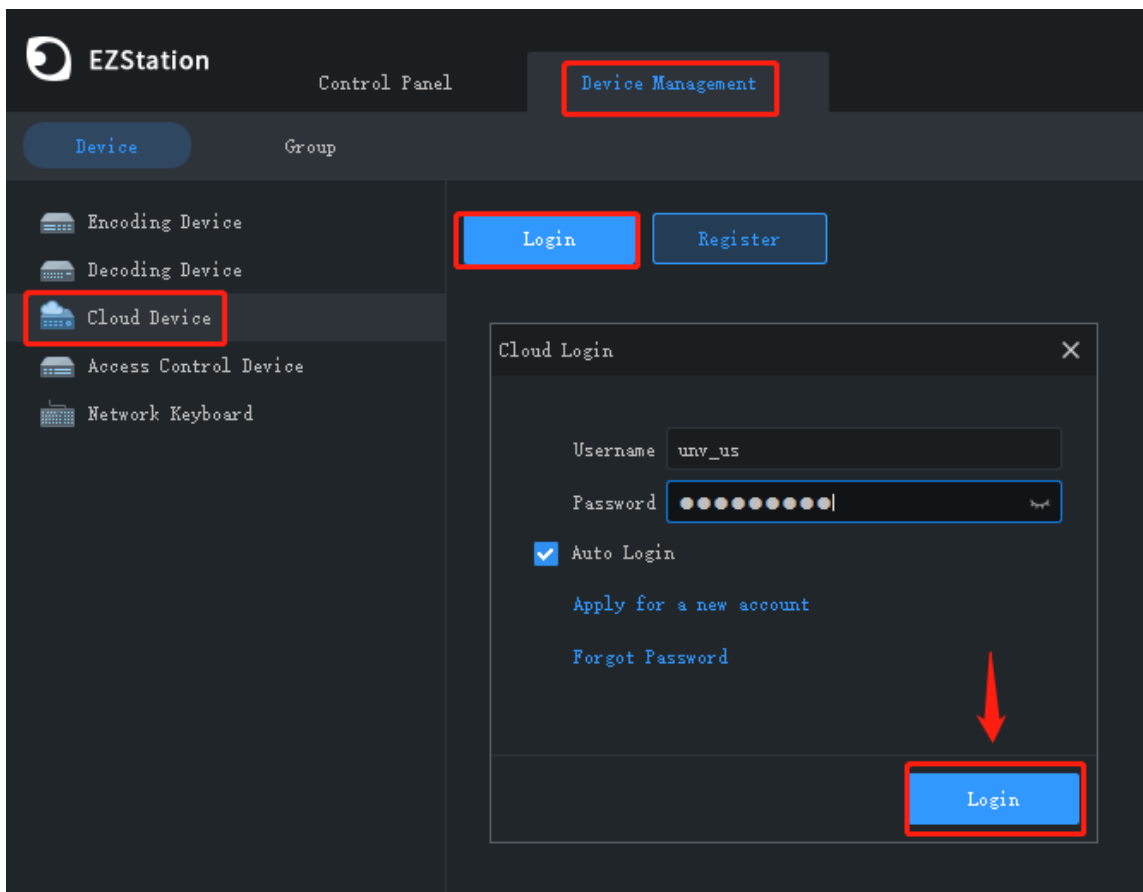 EZStation
Control Panel
Device Management
Device
Group
Encoding Device
Decoding Device
Cloud Device
Access Control Device
Network Keyboard
Login
Register
Cloud Login
Username
unv_us
Password
●●●●●●●●●
Auto Login
Apply for a new account
Forgot Password
Login